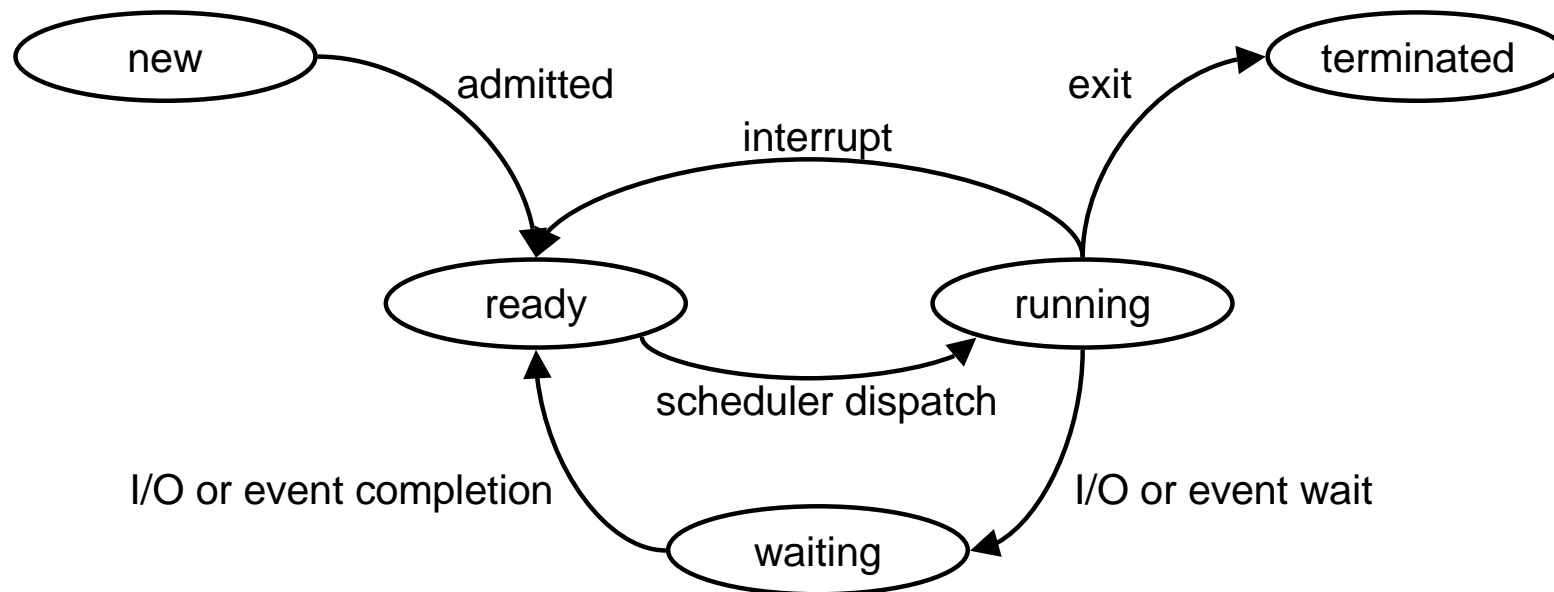 new
terminated
admitted
exit
interrupt
ready
running
scheduler dispatch
I/O or event completion
I/O or event wait
waiting